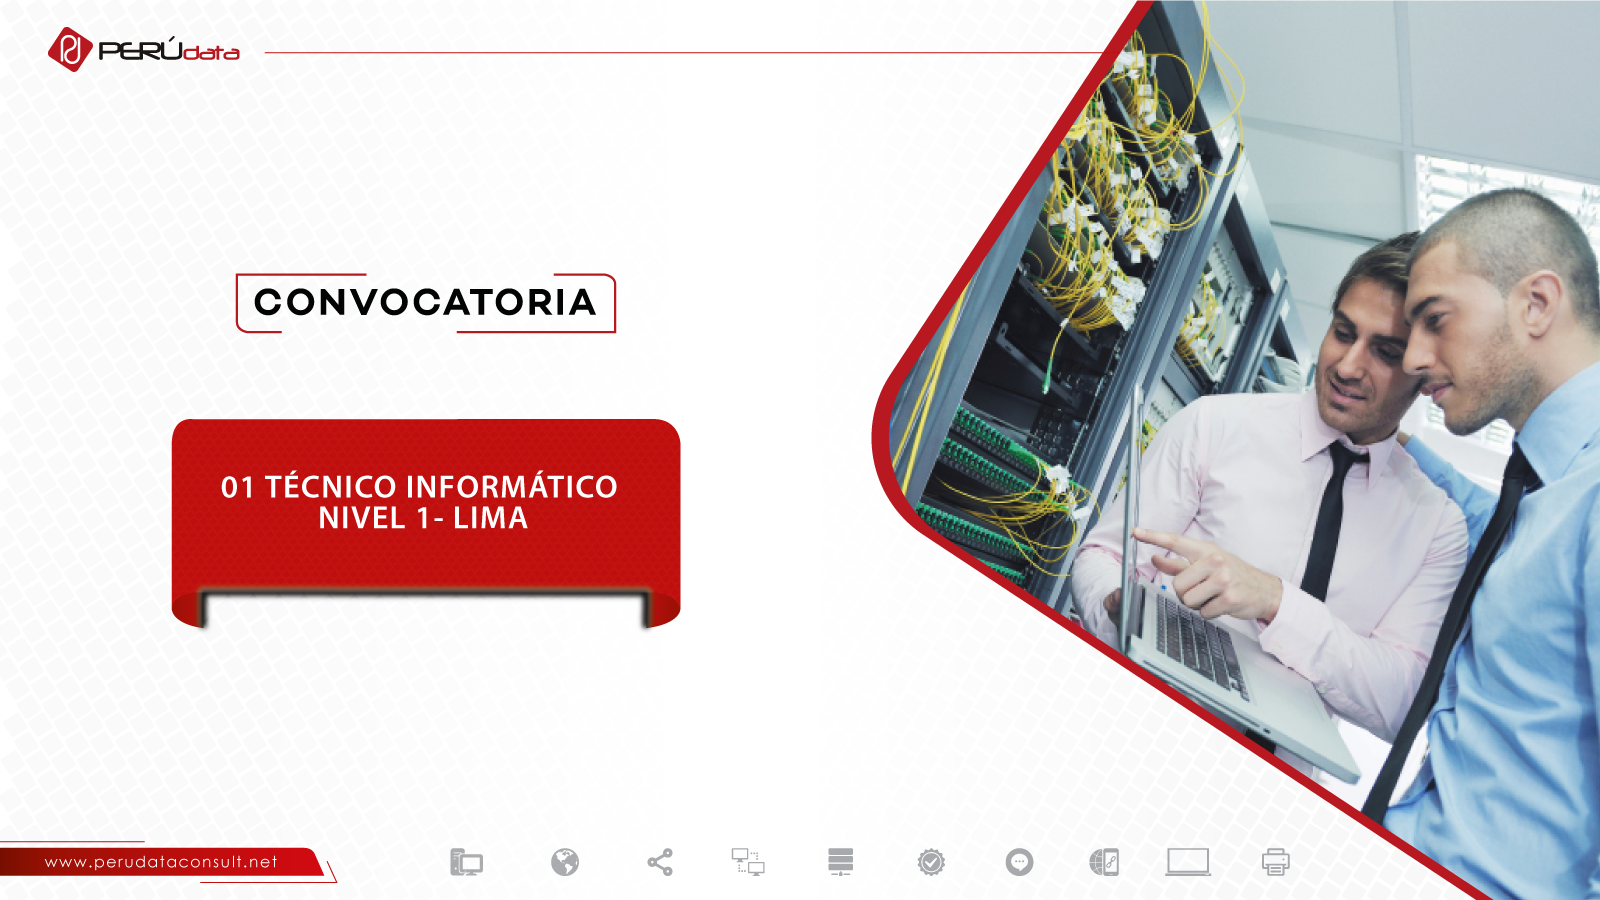 PERÚdata
CONVOCATORIA
01 TÉCNICO INFORMÁTICO
NIVEL 1- LIMA
www.perudataconsult.net